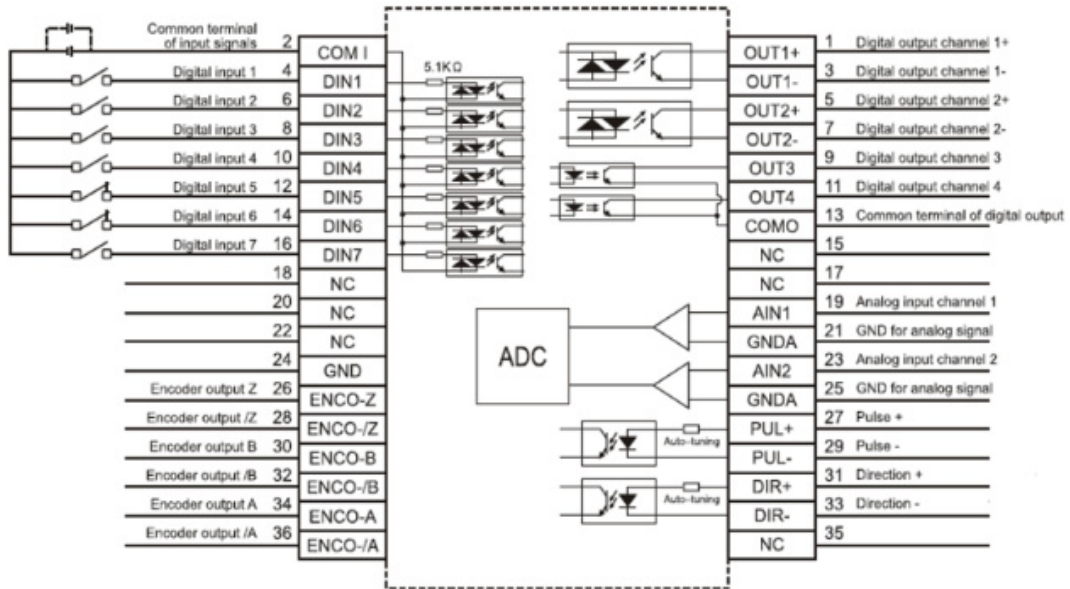 Common terminal
of input signals 2 COM I OUT1+ 1 Digital output channel 1+
Digital input 1 4 DIN1 5.1KΩ OUT1- 3 Digital output channel 1-
Digital input 2 6 DIN2 OUT2+ 5 Digital output channel 2+
Digital input 3 8 DIN3 OUT2- 7 Digital output channel 2-
Digital input 4 10 DIN4 OUT3 9 Digital output channel 3
Digital input 5 12 DIN5 OUT4 11 Digital output channel 4
Digital input 6 14 DIN6 COMO 13 Common terminal of digital output
Digital input 7 16 DIN7 NC 15
18 NC NC 17
20 NC AIN1 19 Analog input channel 1
22 NC ADC GNDA 21 GND for analog signal
24 GND AIN2 23 Analog input channel 2
Encoder output Z 26 ENCO-Z GNDA 25 GND for analog signal
Encoder output /Z 28 ENCO-/Z Auto-tuning PUL+ 27 Pulse +
Encoder output B 30 ENCO-B PUL- 29 Pulse -
Encoder output /B 32 ENCO-/B Auto-tuning DIR+ 31 Direction +
Encoder output A 34 ENCO-A DIR- 33 Direction -
Encoder output /A 36 ENCO-/A NC 35